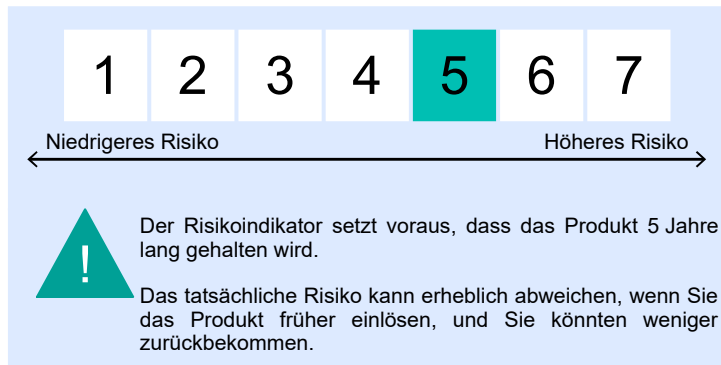 1 2 3 4 5 6 7
Niedrigeres Risiko Höheres Risiko
!
Der Risikoindikator setzt voraus, dass das Produkt 5 Jahre
lang gehalten wird.
Das tatsächliche Risiko kann erheblich abweichen, wenn Sie
das Produkt früher einlösen, und Sie könnten weniger
zurückbekommen.